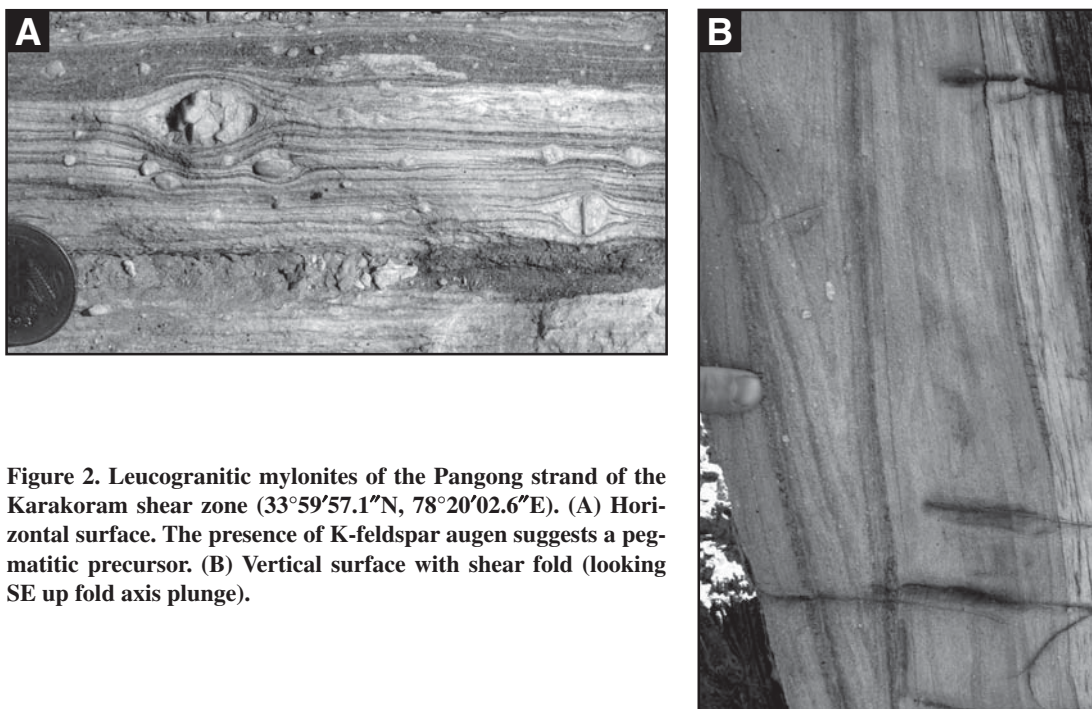 A
B
Figure 2. Leucogranitic mylonites of the Pangong strand of the
Karakoram shear zone (33°59′57.1″N, 78°20′02.6″E). (A) Hori-
zontal surface. The presence of K-feldspar augen suggests a peg-
matitic precursor. (B) Vertical surface with shear fold (looking
SE up fold axis plunge).